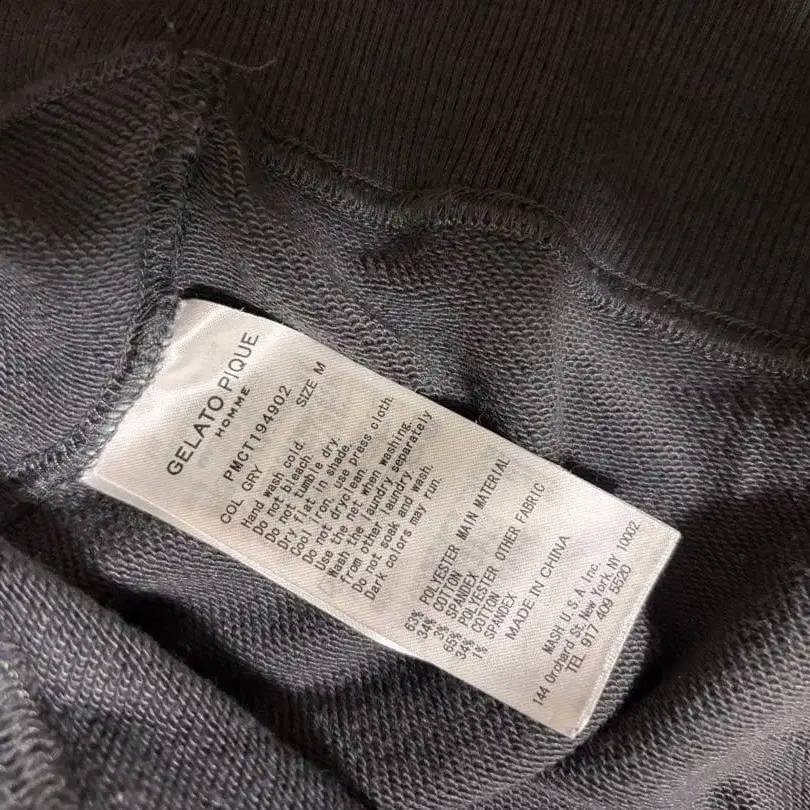 GELATO PIQUE
HOMME
PMCT194902
COL GRY SIZE M
Hand wash cold.
Do not bleach.
Do not tumble dry.
Dry flat in shade.
Cool iron, use press cloth.
Do not dryclean.
Use the net when washing.
Wash the laundry separately
from other laundry.
Do not soak and wash.
Dark colors may run.
63% POLYESTER MAIN MATERIAL
34% COTTON
3% SPANDEX
65% POLYESTER OTHER FABRIC
34% COTTON
1% SPANDEX
MADE IN CHINA
MASH U.S.A Inc.
144 Orchard St, New York, NY 10002
TEL 917 409 5520